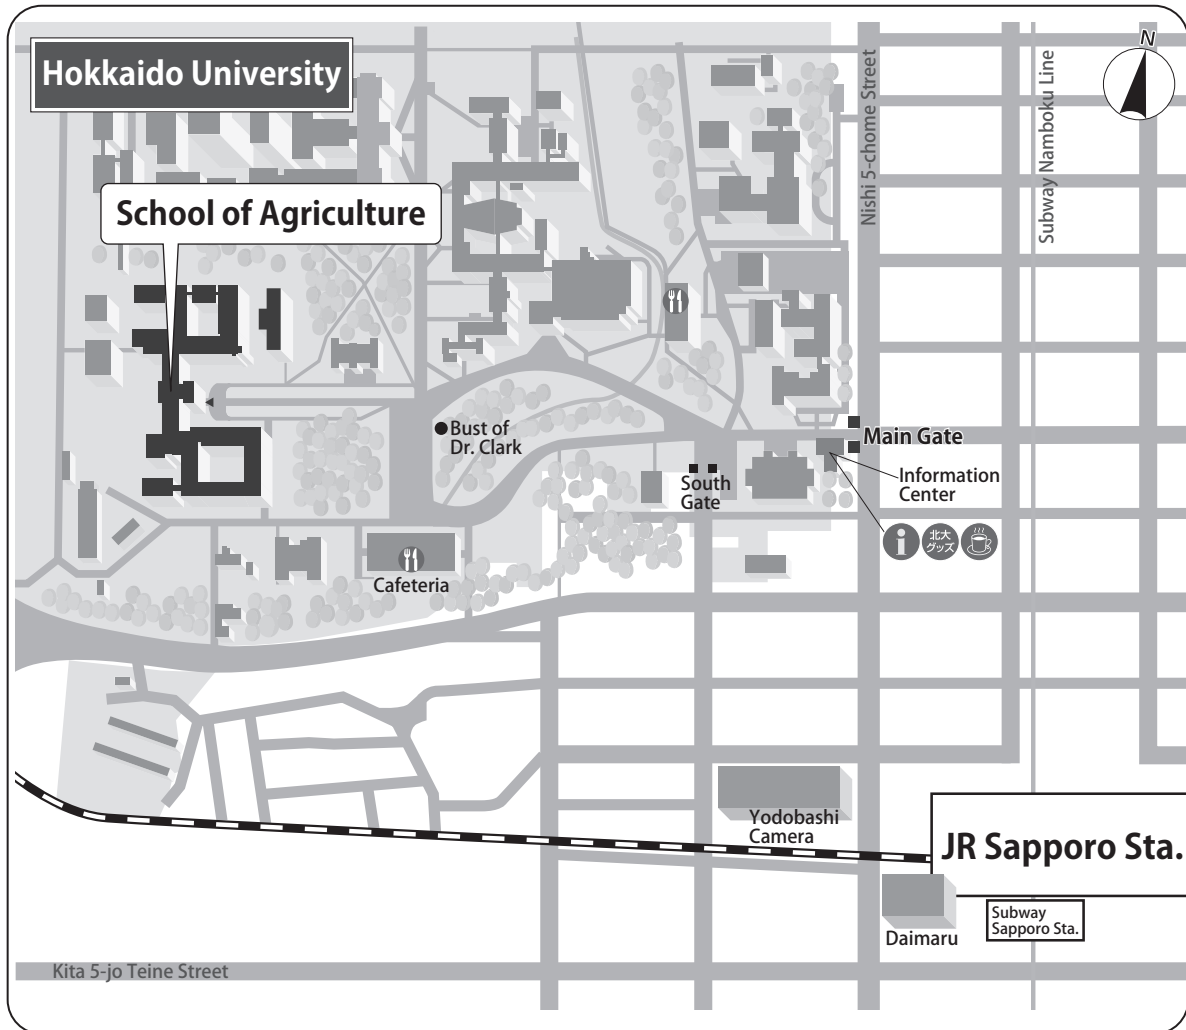 Hokkaido University
N
Nishi 5-chome Street
Subway Namboku Line
School of Agriculture
Bust of
Dr. Clark
Main Gate
South
Gate
Information
Center
i
北大
グッズ
Cafeteria
Yodobashi
Camera
JR Sapporo Sta.
Subway
Sapporo Sta.
Daimaru
Kita 5-jo Teine Street